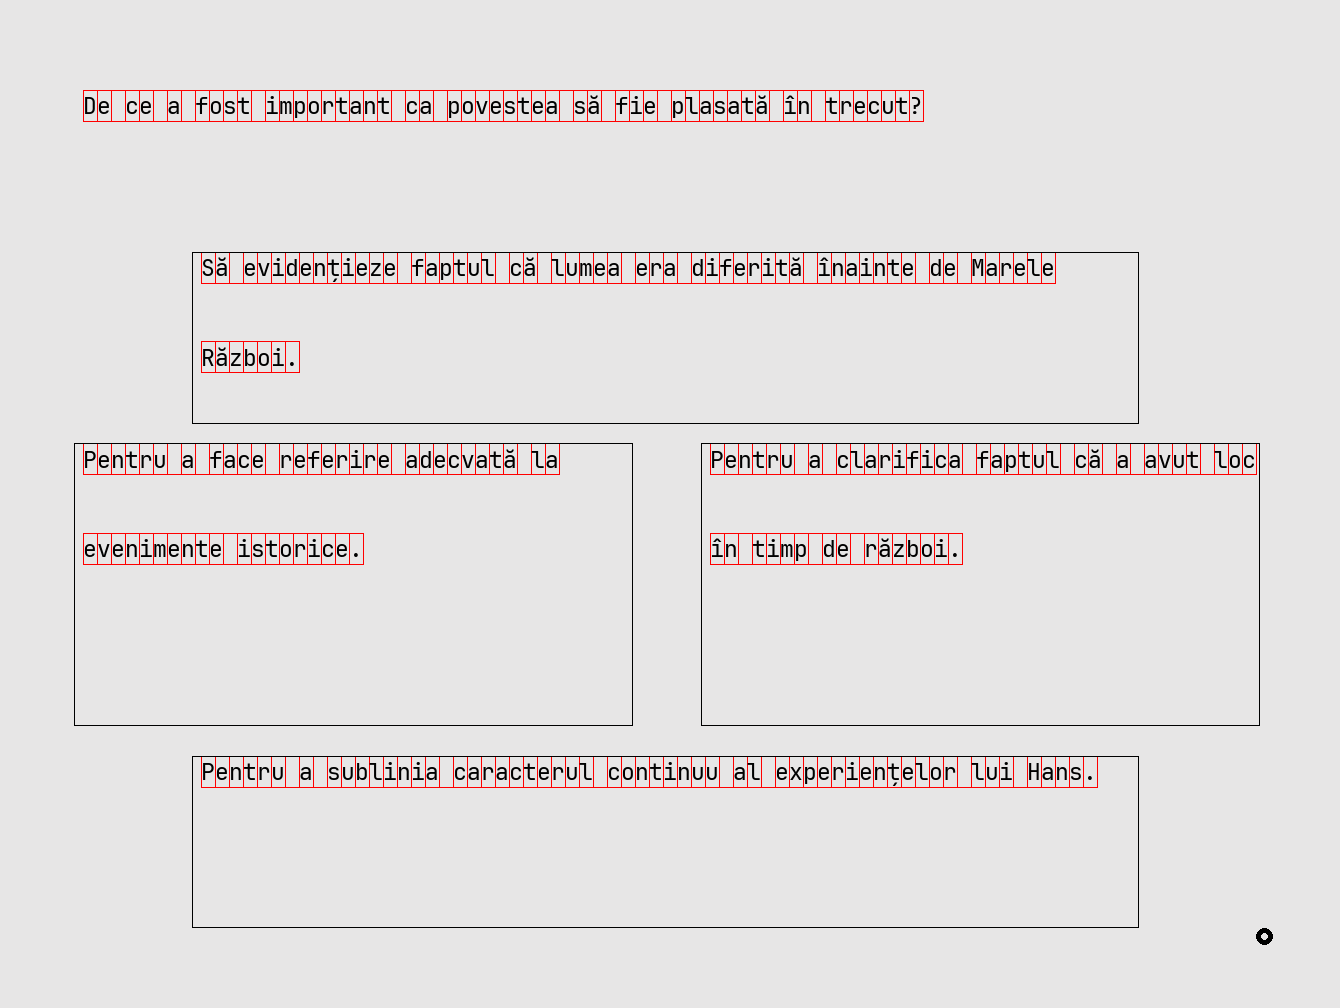 De ce a fost important ca povestea să fie plasată în trecut?
Să evidențieze faptul că lumea era diferită înainte de Marele
Război.
Pentru a face referire adecvată la
evenimente istorice.
Pentru a clarifica faptul că a avut loc
în timp de război.
Pentru a sublinia caracterul continuu al experiențelor lui Hans.